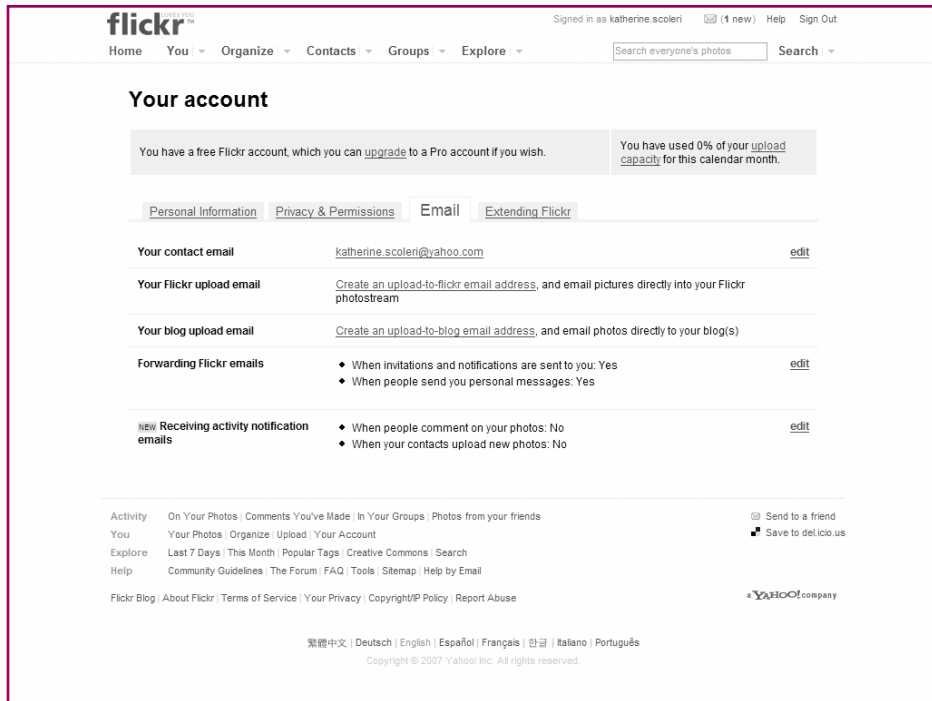 LOVES YOU
flickr™
Signed in as katherine.scoleri (1 new) Help Sign Out
Home You Organize Contacts Groups Explore Search everyone's photos Search
Your account
You have a free Flickr account, which you can upgrade to a Pro account if you wish.
You have used 0% of your upload
capacity for this calendar month.
Personal Information Privacy & Permissions Email Extending Flickr
Your contact email katherine.scoleri@yahoo.com edit
Your Flickr upload email Create an upload-to-flickr email address, and email pictures directly into your Flickr
photostream
Your blog upload email Create an upload-to-blog email address, and email photos directly to your blog(s)
Forwarding Flickr emails ◆ When invitations and notifications are sent to you: Yes edit
◆ When people send you personal messages: Yes
NEW Receiving activity notification
emails
◆ When people comment on your photos: No edit
◆ When your contacts upload new photos: No
Activity On Your Photos | Comments You've Made | In Your Groups | Photos from your friends
You Your Photos | Organize | Upload | Your Account
Explore Last 7 Days | This Month | Popular Tags | Creative Commons | Search
Help Community Guidelines | The Forum | FAQ | Tools | Sitemap | Help by Email
Send to a friend
Save to del.icio.us
Flickr Blog | About Flickr | Terms of Service | Your Privacy | Copyright/IP Policy | Report Abuse
a YAHOO! company
繁體中文 | Deutsch | English | Español | Français | 한글 | Italiano | Português
Copyright © 2007 Yahoo! Inc. All rights reserved.